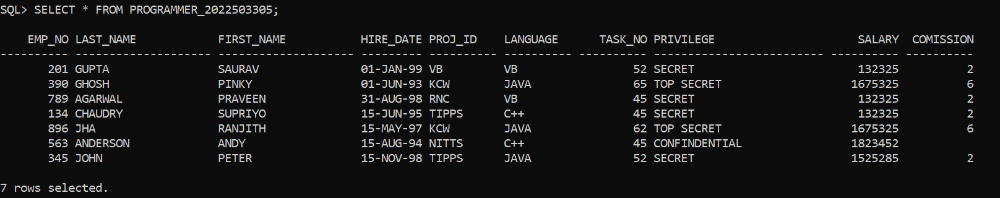 SQL> SELECT * FROM PROGRAMMER_2022503305;
    EMP_NO LAST_NAME            FIRST_NAME           HIRE_DATE PROJ_ID    LANGUAGE      TASK_NO PRIVILEGE                     SALARY  COMISSION
---------- -------------------- -------------------- --------- ---------- ---------- ---------- ------------------------- ---------- ----------
       201 GUPTA                SAURAV               01-JAN-99 VB         VB                 52 SECRET                        132325          2
       390 GHOSH                PINKY                01-JUN-93 KCW        JAVA               65 TOP SECRET                   1675325          6
       789 AGARWAL              PRAVEEN              31-AUG-98 RNC        VB                 45 SECRET                        132325          2
       134 CHAUDRY              SUPRIYO              15-JUN-95 TIPPS      C++                45 SECRET                        132325          2
       896 JHA                  RANJITH              15-MAY-97 KCW        JAVA               62 TOP SECRET                   1675325          6
       563 ANDERSON             ANDY                 15-AUG-94 NITTS      C++                45 CONFINDENTIAL                1823452
       345 JOHN                 PETER                15-NOV-98 TIPPS      JAVA               52 SECRET                       1525285          2
7 rows selected.